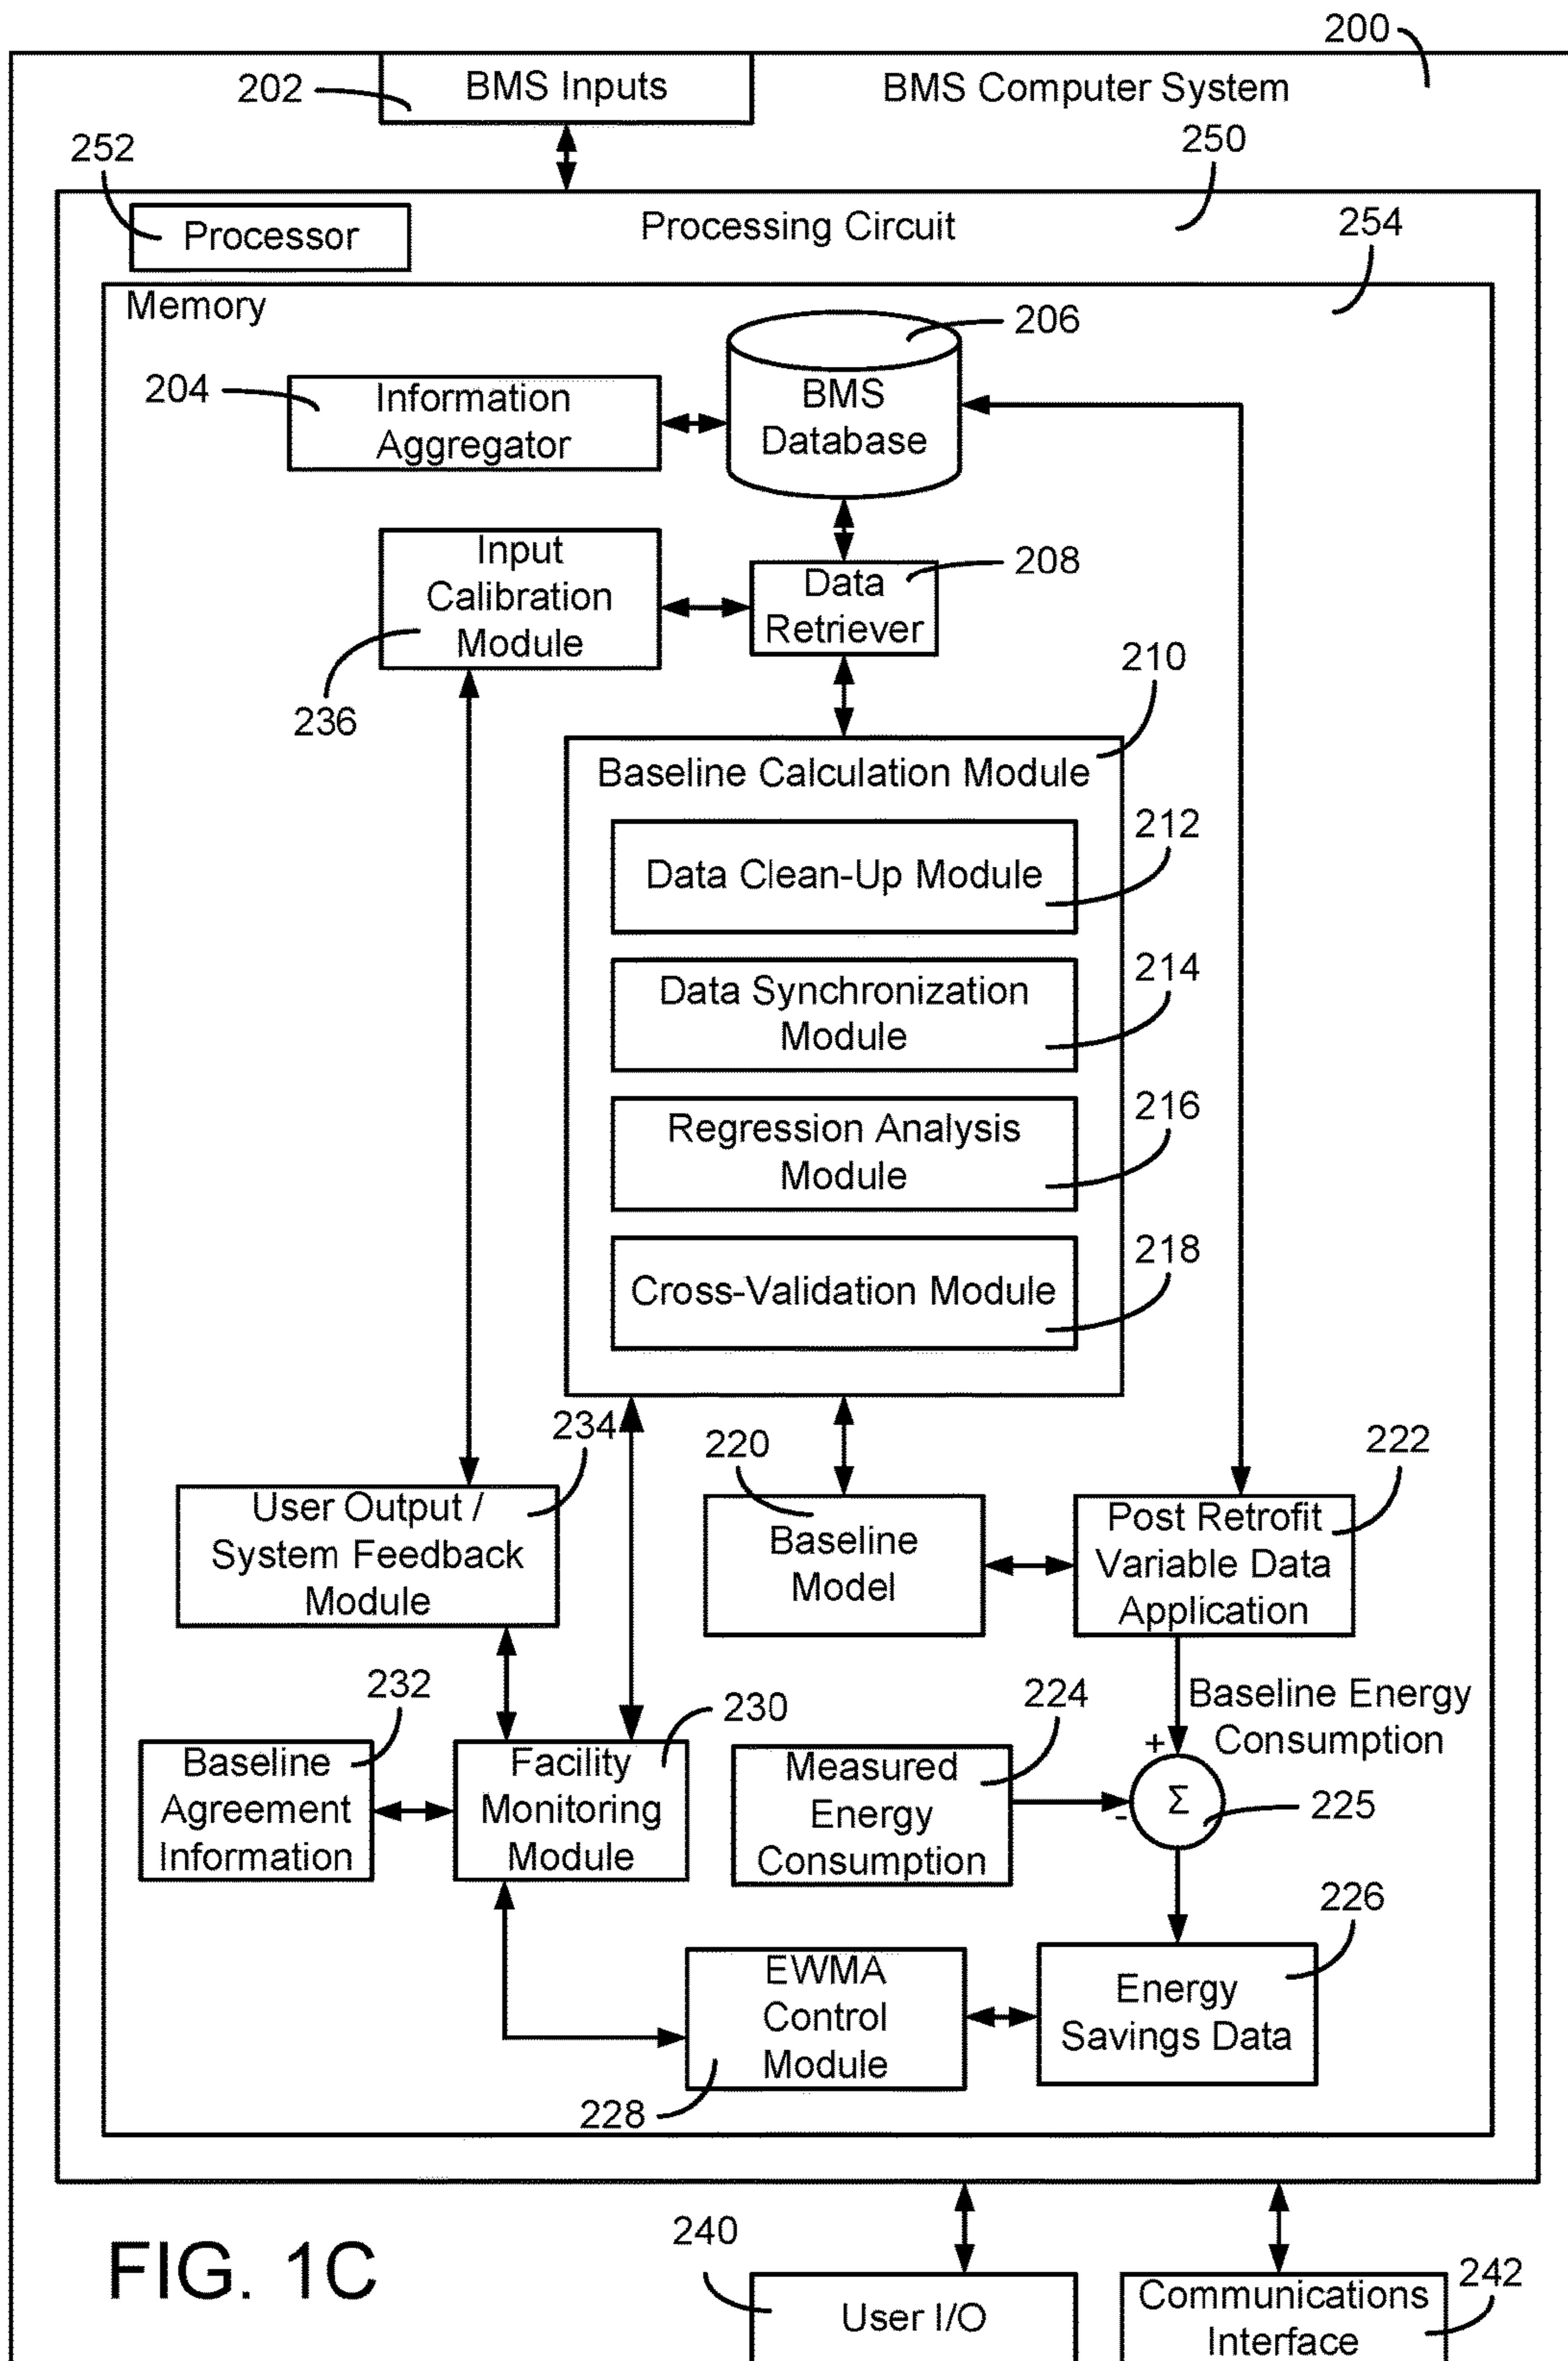 200
BMS Inputs
BMS Computer System
202
252
250
Processor
Processing Circuit
254
Memory
206
204
Information
Aggregator
BMS
Database
Input
Calibration
Module
208
Data
Retriever
236
210
Baseline Calculation Module
212
Data Clean-Up Module
214
Data Synchronization
Module
216
Regression Analysis
Module
218
Cross-Validation Module
234
220
222
User Output /
System Feedback
Module
Baseline
Model
Post Retrofit
Variable Data
Application
232
230
224
Baseline Energy
Consumption
Baseline
Agreement
Information
Facility
Monitoring
Module
Measured
Energy
Consumption
+
-
Σ
225
226
EWMA
Control
Module
Energy
Savings Data
228
240
242
User I/O
Communications
Interface
FIG. 1C